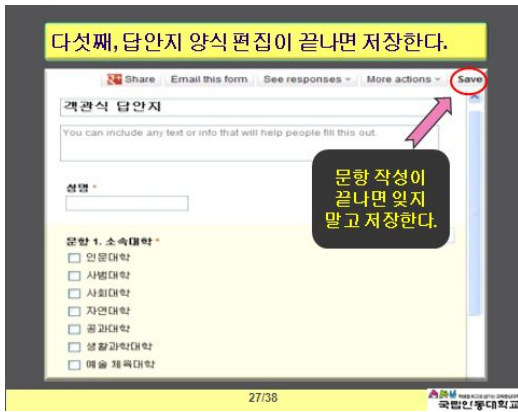 다섯째, 답안지 양식 편집이 끝나면 저장한다.
Share Email this form See responses More actions Save
객관식 답안지
You can include any text or info that will help people fill this out.
문항 작성이
끝나면 잊지
말고 저장한다.
성명 *
문항 1. 소속대학 *
인문대학
사범대학
사회대학
자연대학
공과대학
생활과학대학
예술 체육대학
27/38
국립안동대학교